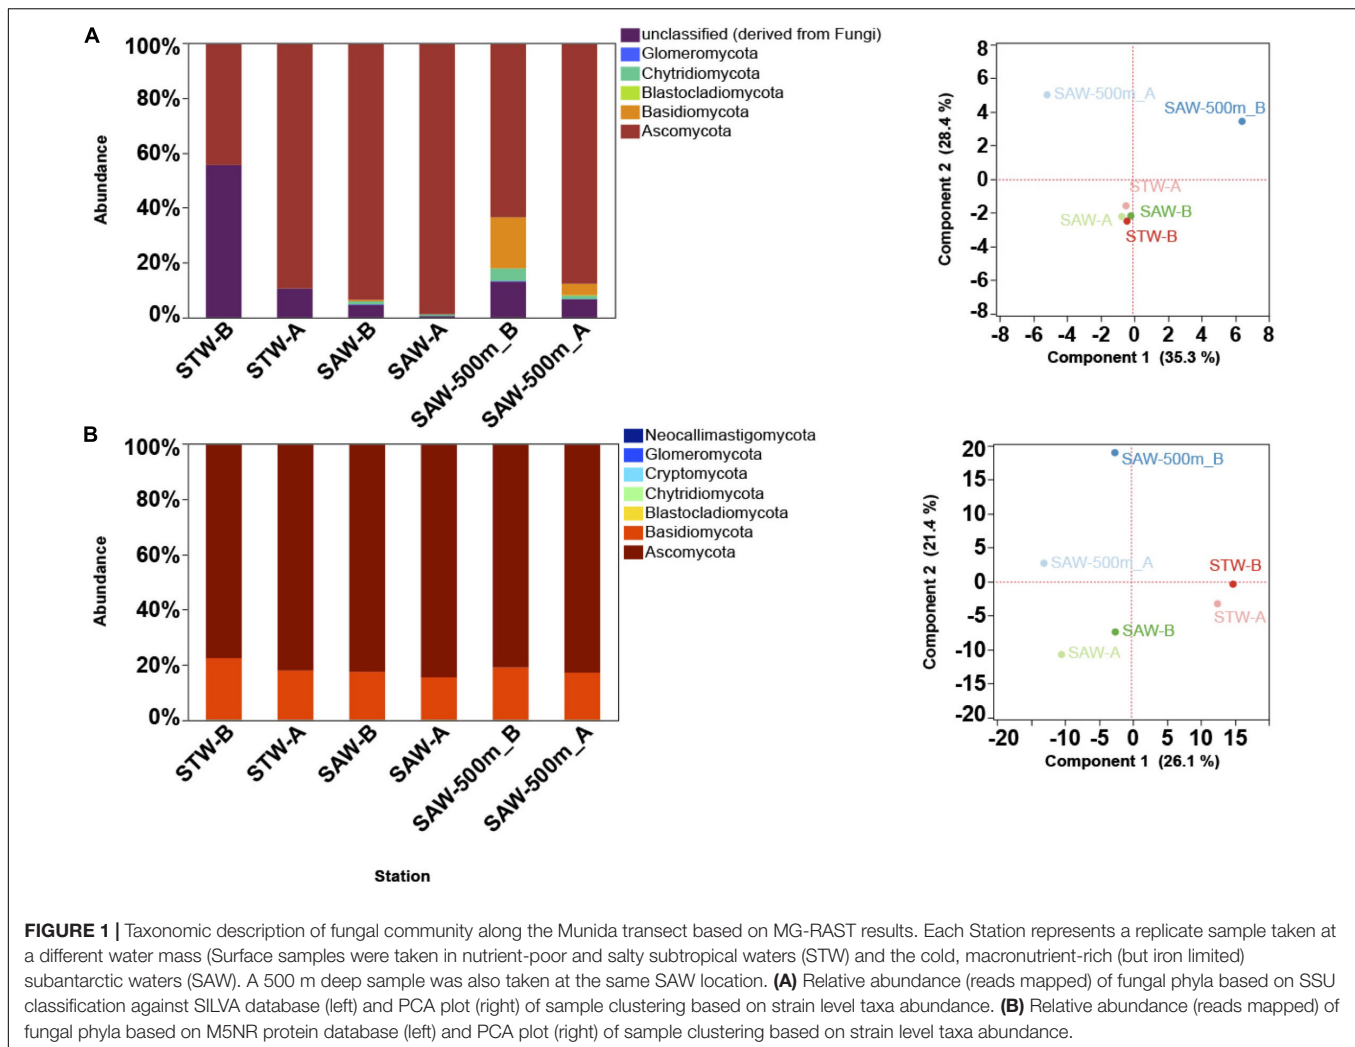 A
100%
80%
60%
40%
20%
0%
Abundance
STW-B
STW-A
SAW-B
SAW-A
SAW-500m_B
SAW-500m_A
unclassified (derived from Fungi)
Glomeromycota
Chytridiomycota
Blastocladiomycota
Basidiomycota
Ascomycota
8
6
4
2
0
-2
-4
-6
-8
Component 2 (28.4 %)
SAW-500m_A
SAW-500m_B
STW-A
SAW-A
SAW-B
STW-B
-8 -6 -4 -2 0 2 4 6 8
Component 1 (35.3 %)
B
100%
80%
60%
40%
20%
0%
Abundance
STW-B
STW-A
SAW-B
SAW-A
SAW-500m_B
SAW-500m_A
Station
Neocallimastigomycota
Glomeromycota
Cryptomycota
Chytridiomycota
Blastocladiomycota
Basidiomycota
Ascomycota
20
15
10
5
0
-5
-10
-15
-20
Component 2 (21.4 %)
SAW-500m_B
SAW-500m_A
STW-B
STW-A
SAW-B
SAW-A
-20 -10 -5 0 5 10 15
Component 1 (26.1 %)
FIGURE 1 | Taxonomic description of fungal community along the Munida transect based on MG-RAST results. Each Station represents a replicate sample taken at
a different water mass (Surface samples were taken in nutrient-poor and salty subtropical waters (STW) and the cold, macronutrient-rich (but iron limited)
subantarctic waters (SAW). A 500 m deep sample was also taken at the same SAW location. (A) Relative abundance (reads mapped) of fungal phyla based on SSU
classification against SILVA database (left) and PCA plot (right) of sample clustering based on strain level taxa abundance. (B) Relative abundance (reads mapped) of
fungal phyla based on M5NR protein database (left) and PCA plot (right) of sample clustering based on strain level taxa abundance.